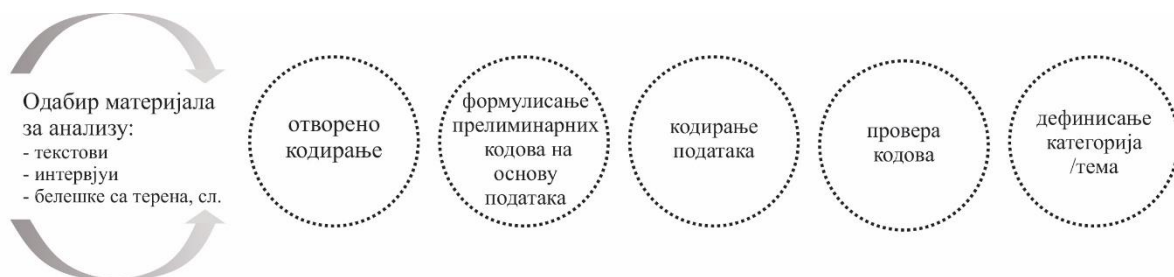 Одабир материјала
за анализу:
- текстови
- интервјуи
- белешке са терена, сл.
отворено
кодирање
формулисање
прелиминарних
кодова на
основу
података
кодирање
података
провера
кодова
дефинисање
категорија
/тема